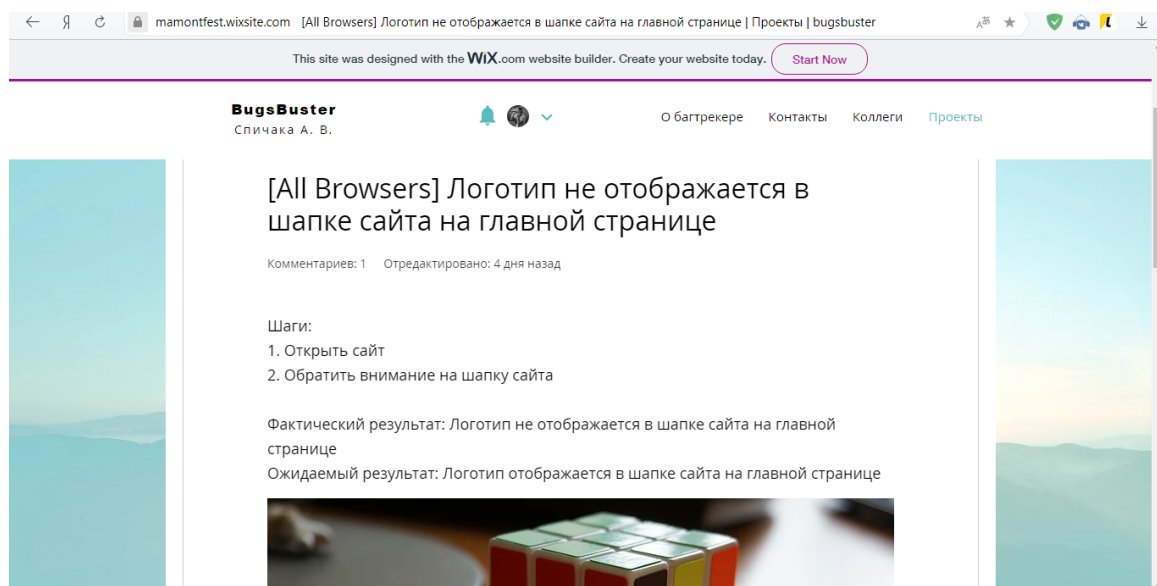 mamontfest.wixsite.com [All Browsers] Логотип не отображается в шапке сайта на главной странице | Проекты | bugsbuster
This site was designed with the WiX.com website builder. Create your website today. Start Now
BugsBuster
Спичака А. В.
О багтрекере Контакты Коллеги Проекты
[All Browsers] Логотип не отображается в
шапке сайта на главной странице
Комментариев: 1 Отредактировано: 4 дня назад
Шаги:
1. Открыть сайт
2. Обратить внимание на шапку сайта
Фактический результат: Логотип не отображается в шапке сайта на главной
странице
Ожидаемый результат: Логотип отображается в шапке сайта на главной странице